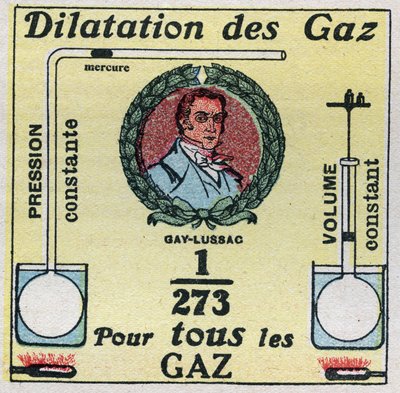 Dilatation des Gaz
mercure
PRESSION
constante
GAY-LUSSAC
VOLUME
constant
1
273
Pour tous les
GAZ